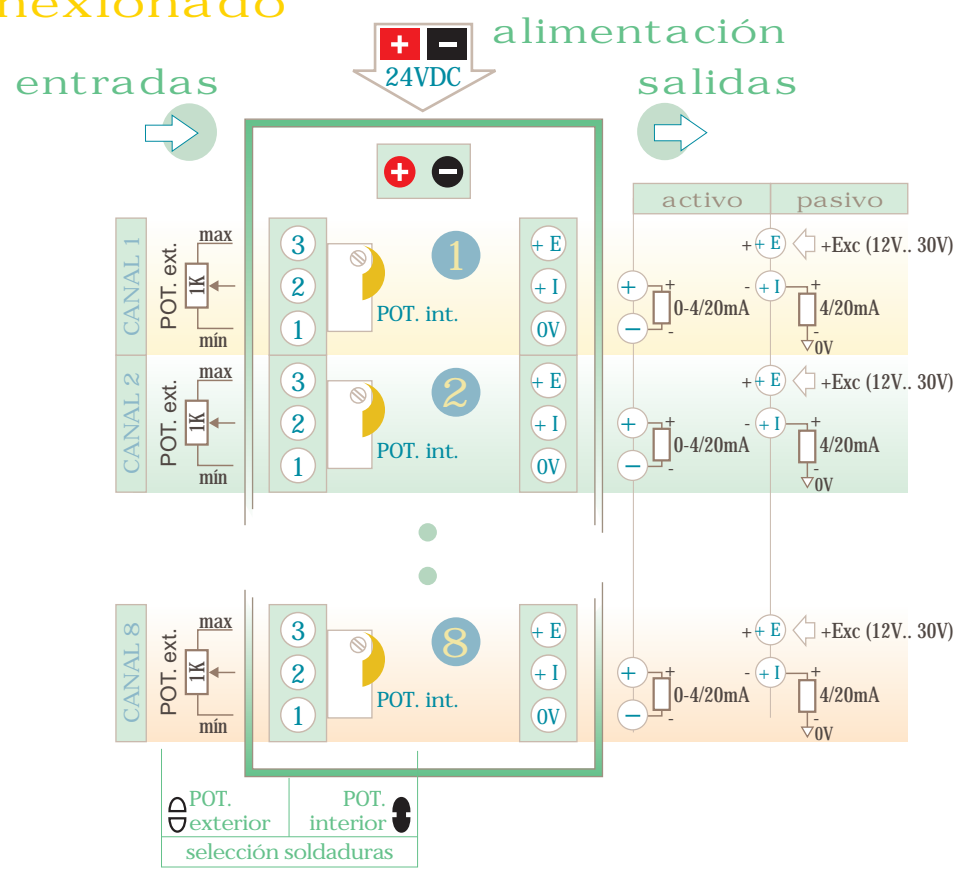 nexionado
alimentación
+ −
24VDC
entradas
salidas
+ −
activo pasivo
CANAL 1
POT. ext.
1K
max
mín
3
2
1
1
POT. int.
+ E
+ I
0V
+
−
+
-
0-4/20mA
+ + E +Exc (12V.. 30V)
- + I
+
4/20mA
-
0V
CANAL 2
POT. ext.
1K
max
mín
3
2
1
2
POT. int.
+ E
+ I
0V
+
−
+
-
0-4/20mA
+ + E +Exc (12V.. 30V)
- + I
+
4/20mA
-
0V
CANAL 8
POT. ext.
1K
max
mín
3
2
1
8
POT. int.
+ E
+ I
0V
+
−
+
-
0-4/20mA
+ + E +Exc (12V.. 30V)
- + I
+
4/20mA
-
0V
POT.
exterior
POT.
interior
selección soldaduras